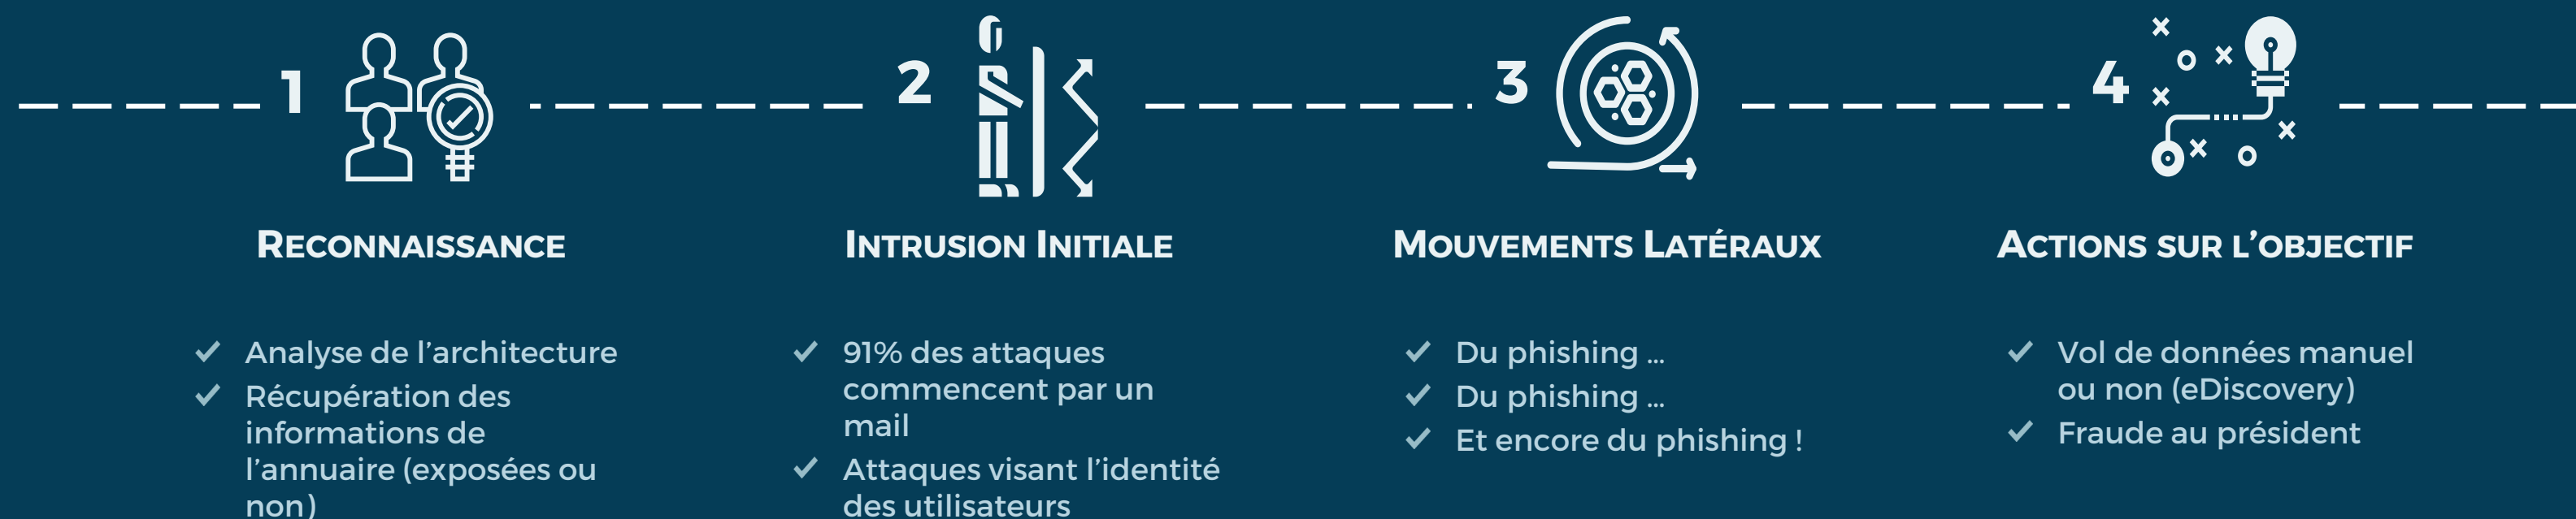 1
RECONNAISSANCE
Analyse de l'architecture
Récupération des
informations de
l'annuaire (exposées ou
non)
2
INTRUSION INITIALE
91% des attaques
commencent par un
mail
Attaques visant l'identité
des utilisateurs
3
MOUVEMENTS LATÉRAUX
Du phishing ...
Du phishing ...
Et encore du phishing !
4
ACTIONS SUR L'OBJECTIF
Vol de données manuel
ou non (eDiscovery)
Fraude au président